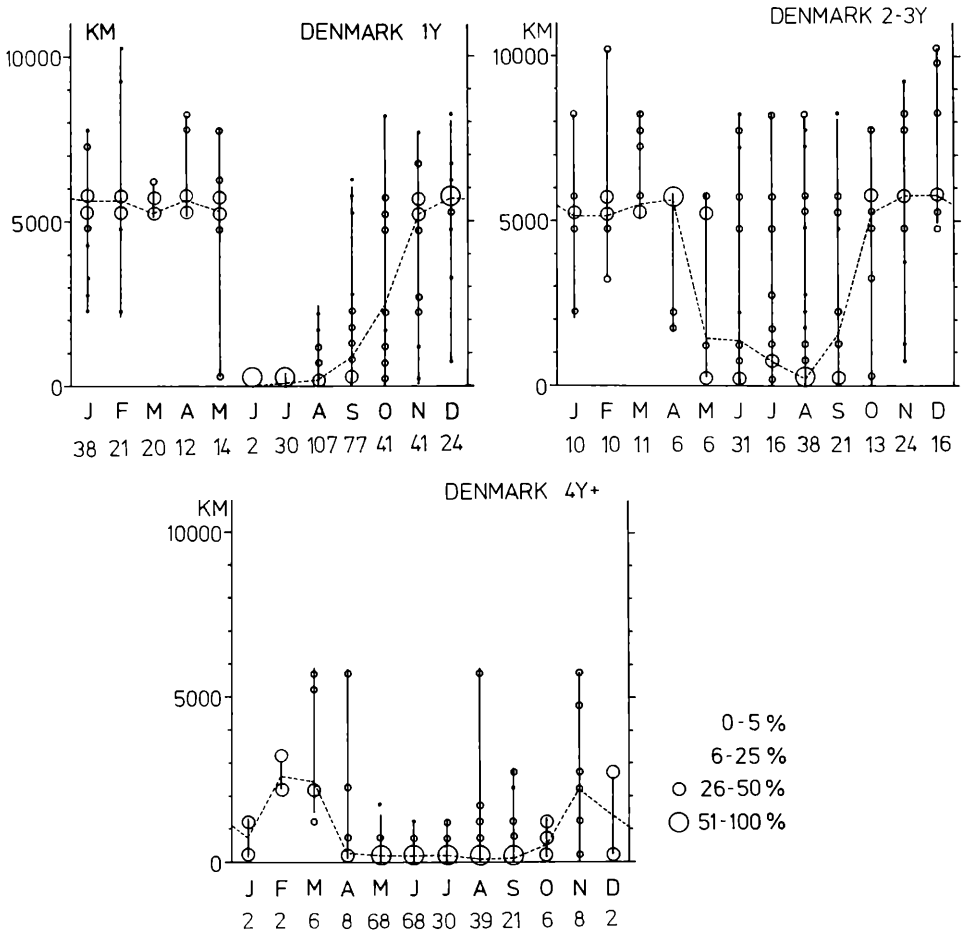 KM DENMARK 1Y
10000
5000
0
J F M A M J J A S O N D
38 21 20 12 14 2 30 107 77 41 41 24
KM DENMARK 2-3Y
10000
5000
0
J F M A M J J A S O N D
10 10 11 6 6 31 16 38 21 13 24 16
DENMARK 4Y+
KM
10000
5000
0
J F M A M J J A S O N D
2 2 6 8 68 68 30 39 21 6 8 2
0-5 %
6-25 %
26-50 %
51-100 %